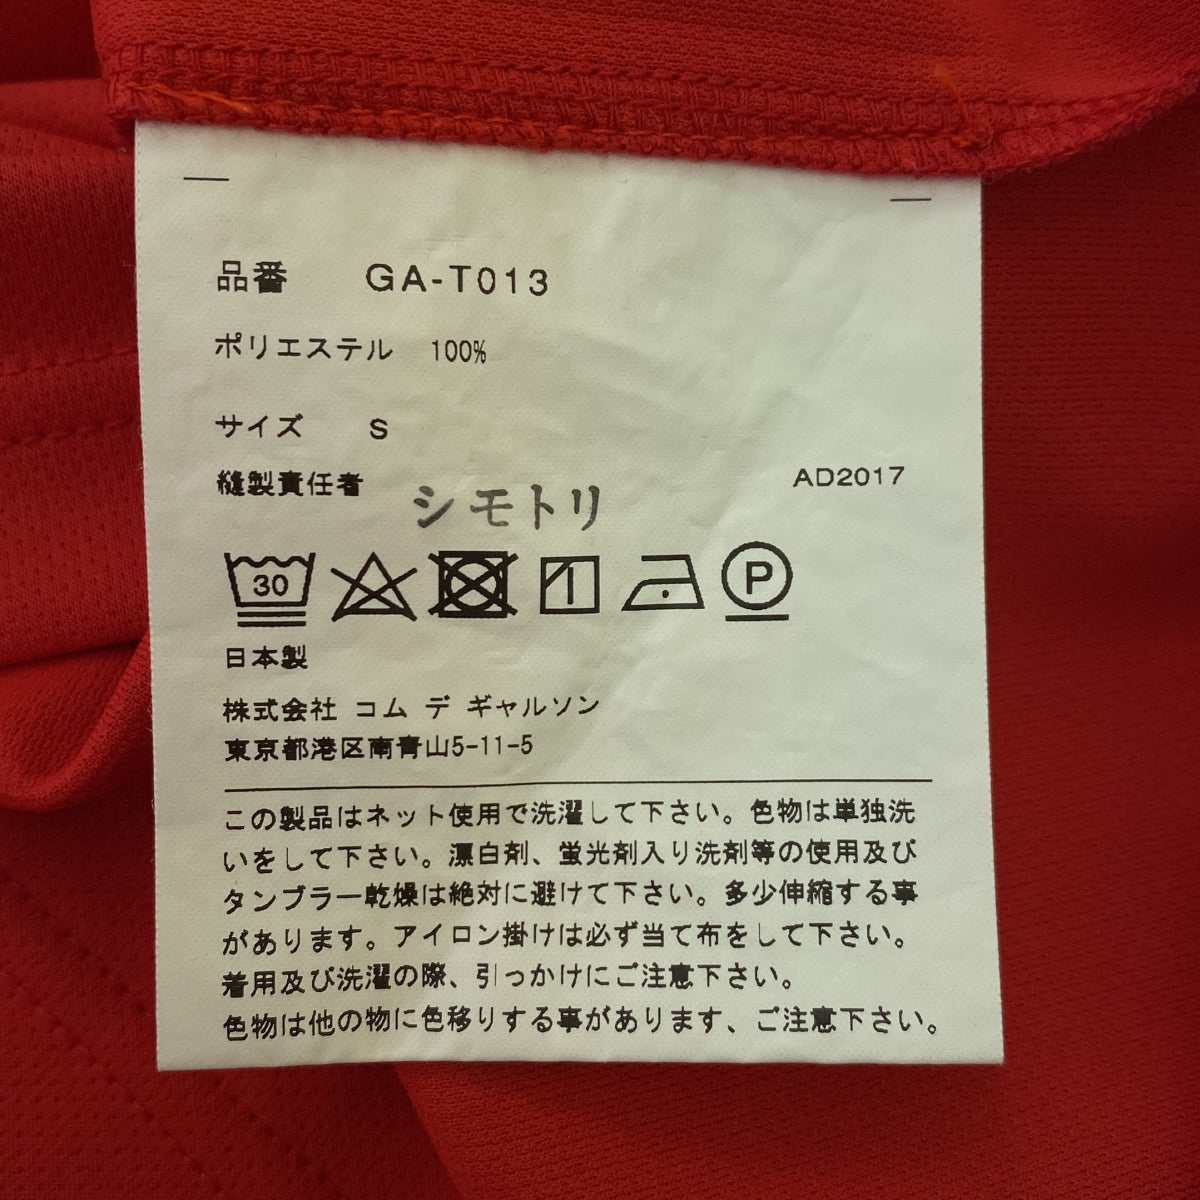 品番 GA-T013
ポリエステル 100%
サイズ S
縫製責任者 シモトリ AD2017
30 P
日本製
株式会社 コム デ ギャルソン
東京都港区南青山5-11-5
この製品はネット使用で洗濯して下さい。色物は単独洗
いをして下さい。漂白剤、蛍光剤入り洗剤等の使用及び
タンブラー乾燥は絶対に避けて下さい。多少伸縮する事
があります。アイロン掛けは必ず当て布をして下さい。
着用及び洗濯の際、引っかけにご注意下さい。
色物は他の物に色移りする事があります、ご注意下さい。